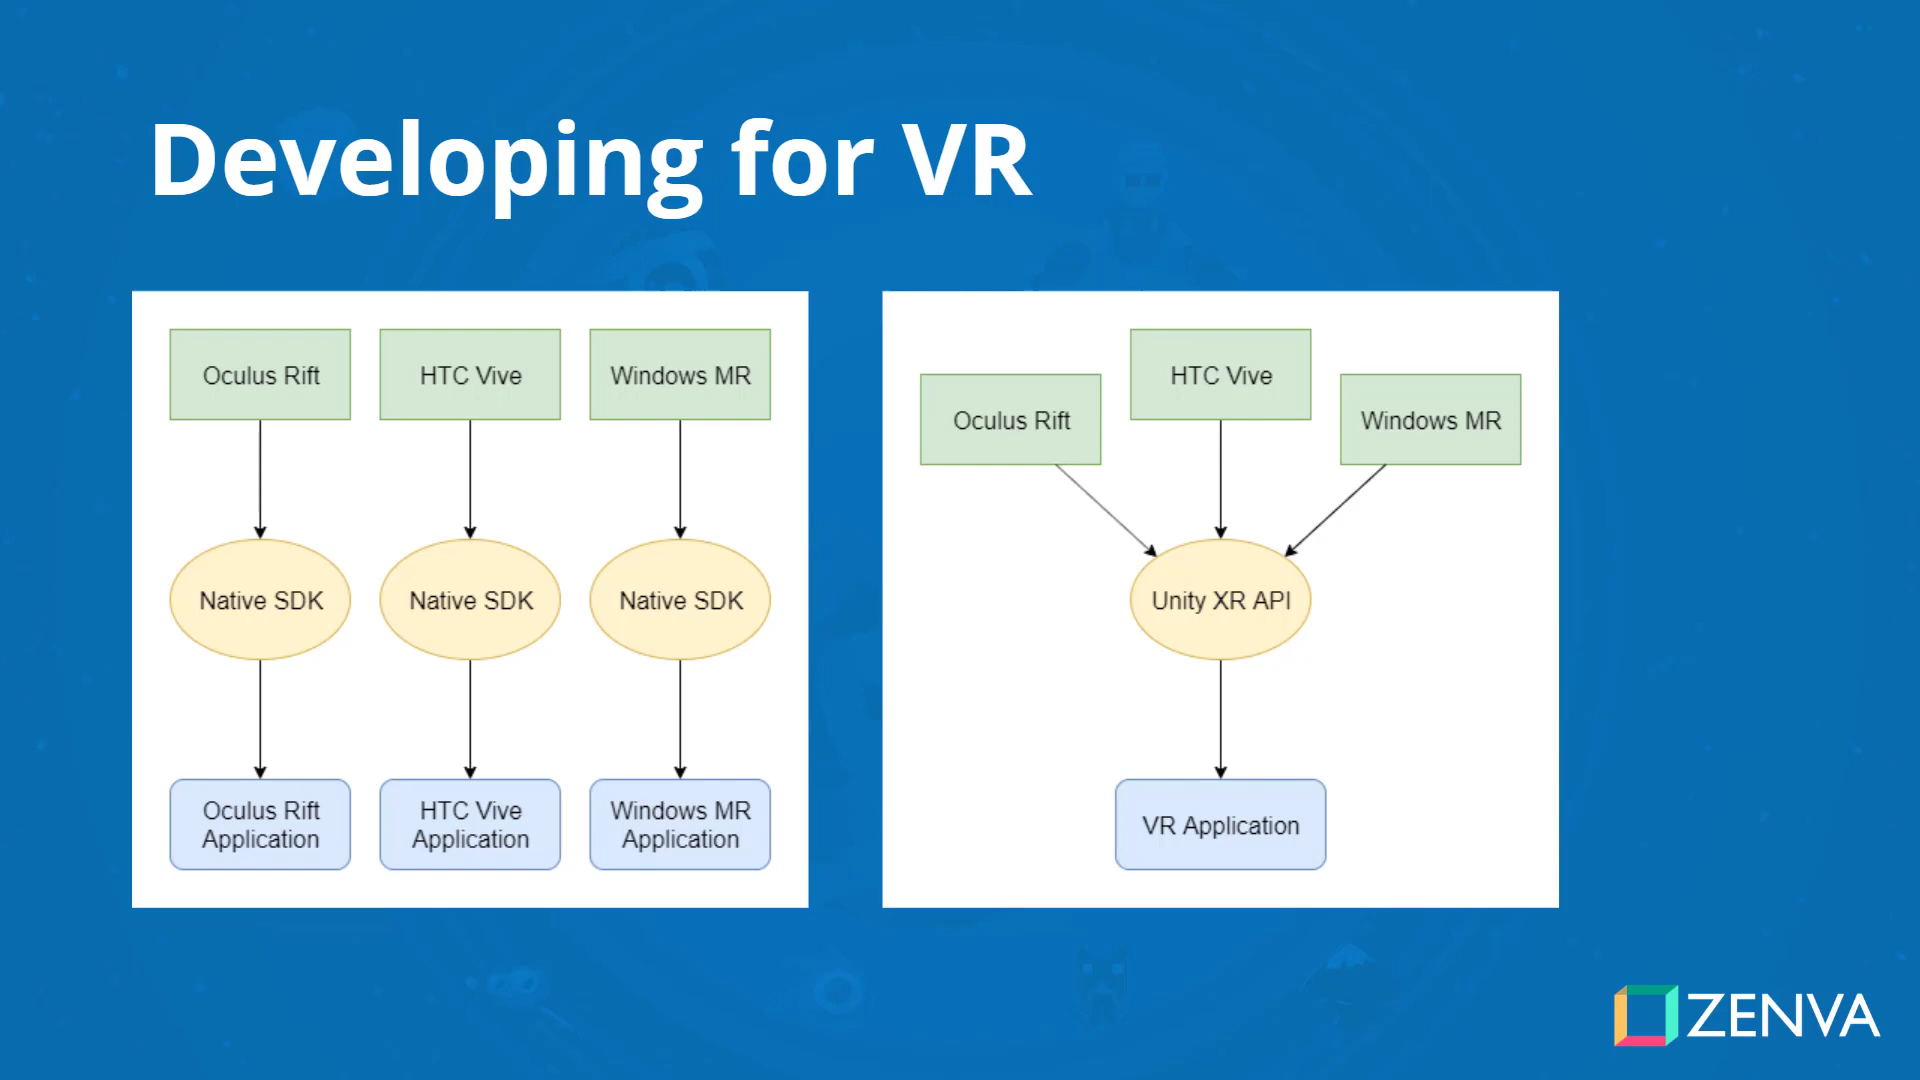 Developing for VR
Oculus Rift
HTC Vive
Windows MR
Native SDK
Native SDK
Native SDK
Oculus Rift
Application
HTC Vive
Application
Windows MR
Application
HTC Vive
Oculus Rift
Windows MR
Unity XR API
VR Application
ZENVA